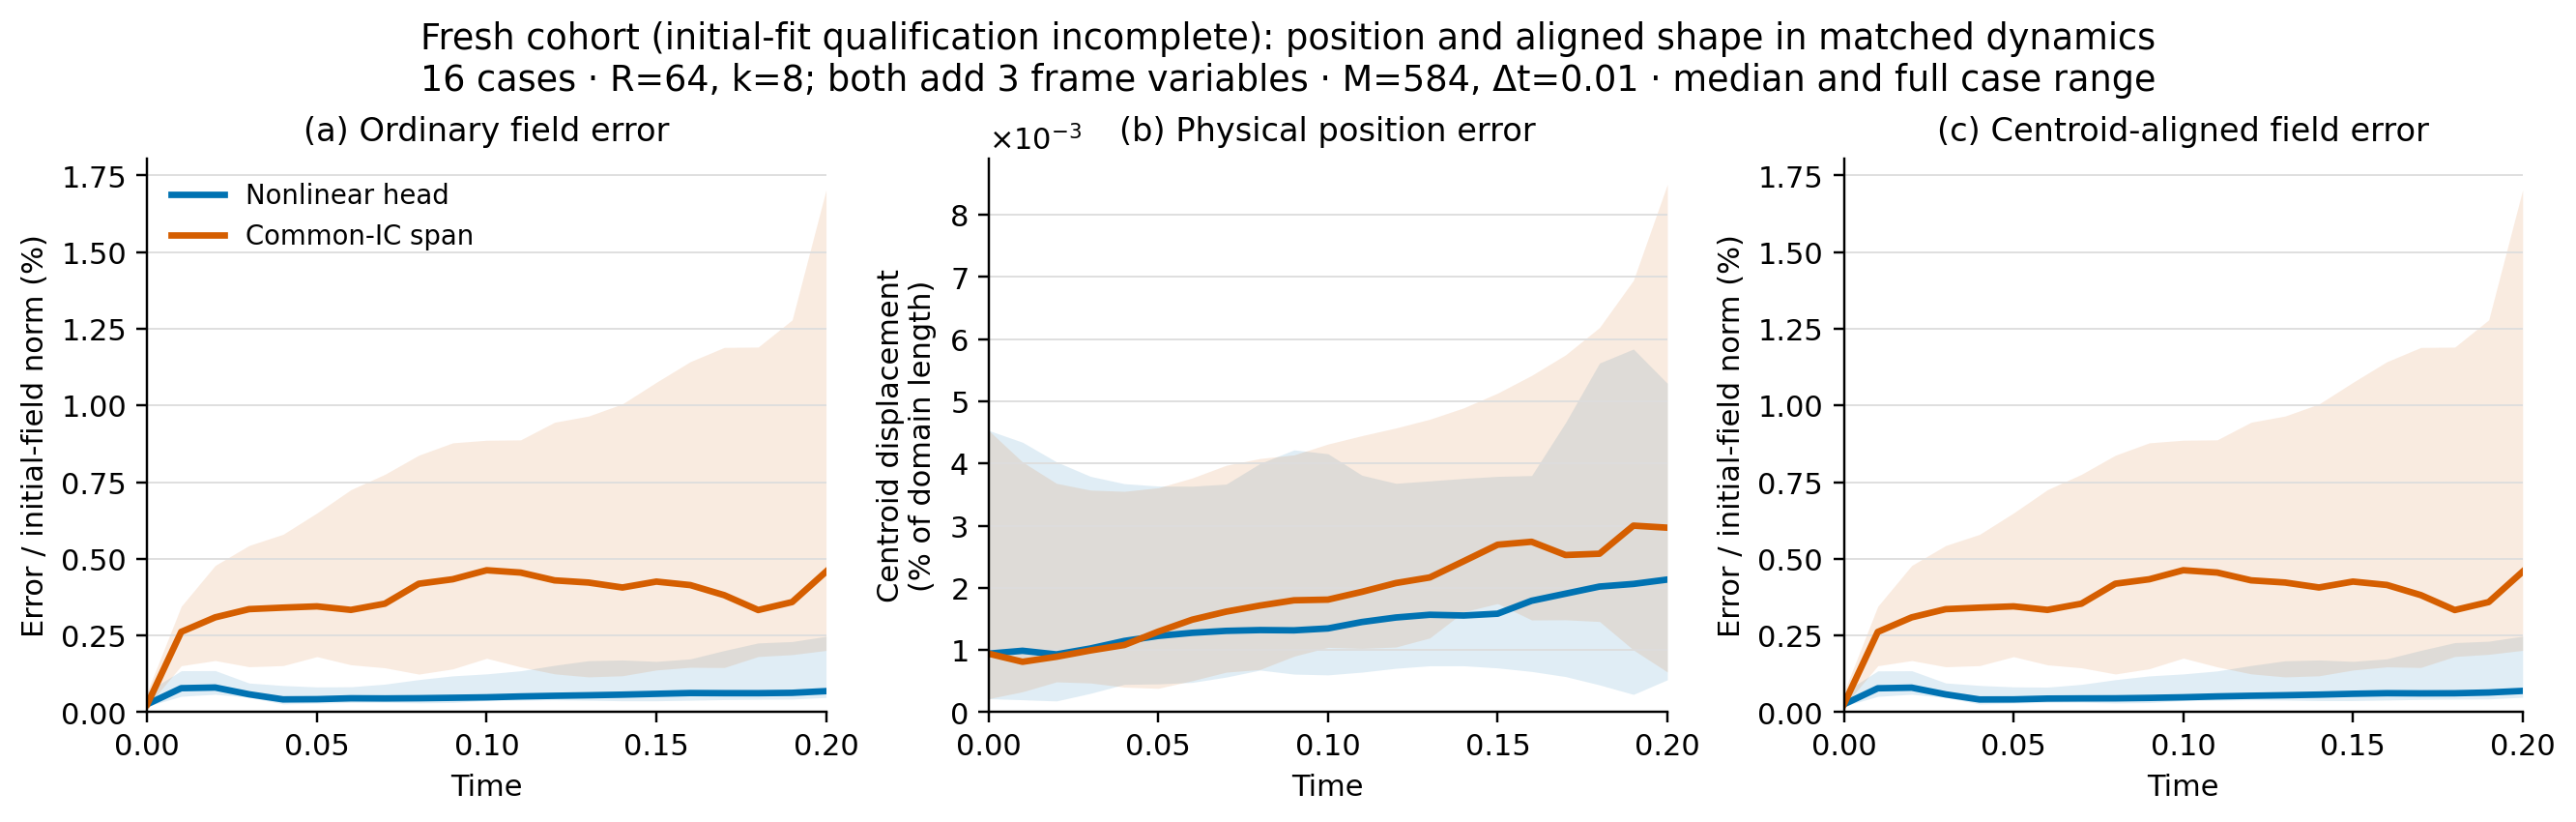 Fresh cohort (initial-fit qualification incomplete): position and aligned shape in matched dynamics
16 cases · R=64, k=8; both add 3 frame variables · M=584, Δt=0.01 · median and full case range
(a) Ordinary field error
Error / initial-field norm (%)
1.75
1.50
1.25
1.00
0.75
0.50
0.25
0.00
Nonlinear head
Common-IC span
0.00 0.05 0.10 0.15 0.20
Time
(b) Physical position error
×10⁻³
Centroid displacement
(% of domain length)
8
7
6
5
4
3
2
1
0
0.00 0.05 0.10 0.15 0.20
Time
(c) Centroid-aligned field error
Error / initial-field norm (%)
1.75
1.50
1.25
1.00
0.75
0.50
0.25
0.00
0.00 0.05 0.10 0.15 0.20
Time